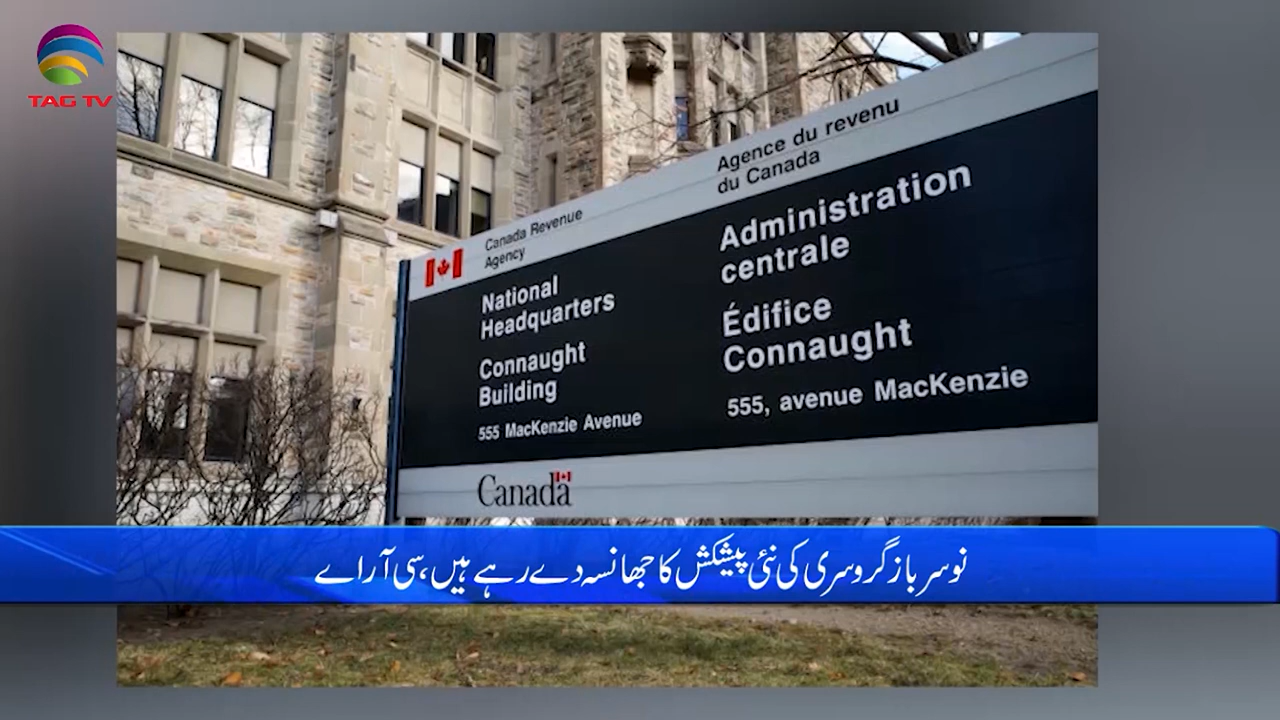 TAG TV
Canada Revenue
Agency
Agence du revenu
du Canada
National
Headquarters
Connaught
Building
555 MacKenzie Avenue
Administration
centrale
Édifice
Connaught
555, avenue MacKenzie
Canada
نوسرباز گروسری کی نئی پیشکش کا جھانسہ دے رہے ہیں، سی آر اے